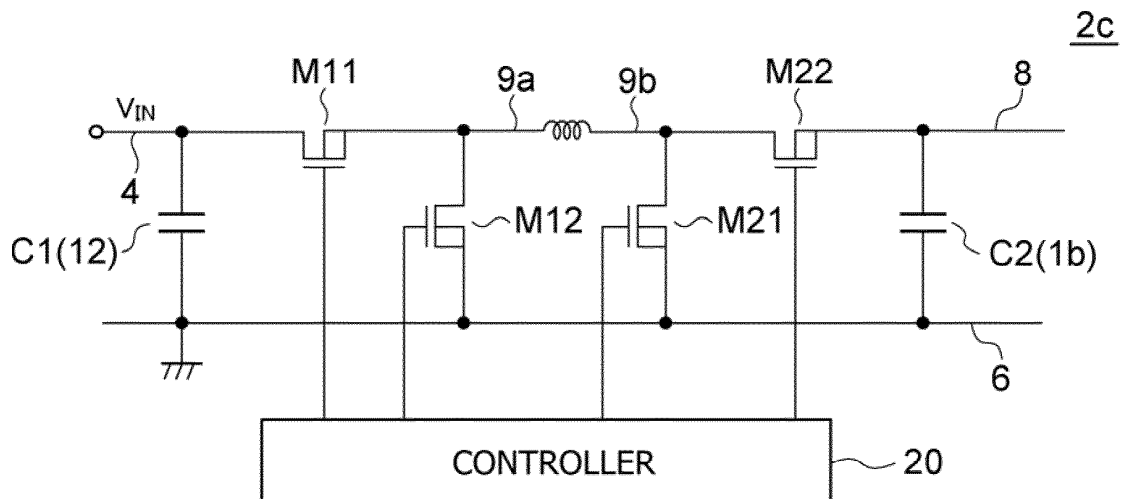 2c
M11
9a
9b
M22
8
VIN
4
M12
M21
C1(12)
C2(1b)
6
CONTROLLER
20